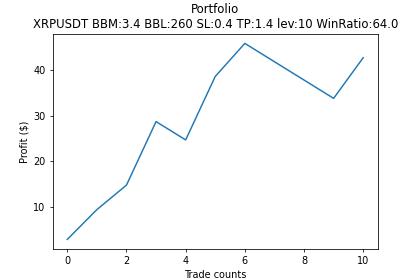 Portfolio
XRPUSDT BBM:3.4 BBL:260 SL:0.4 TP:1.4 lev:10 WinRatio:64.0
40
30
20
10
Profit ($)
0 2 4 6 8 10
Trade counts